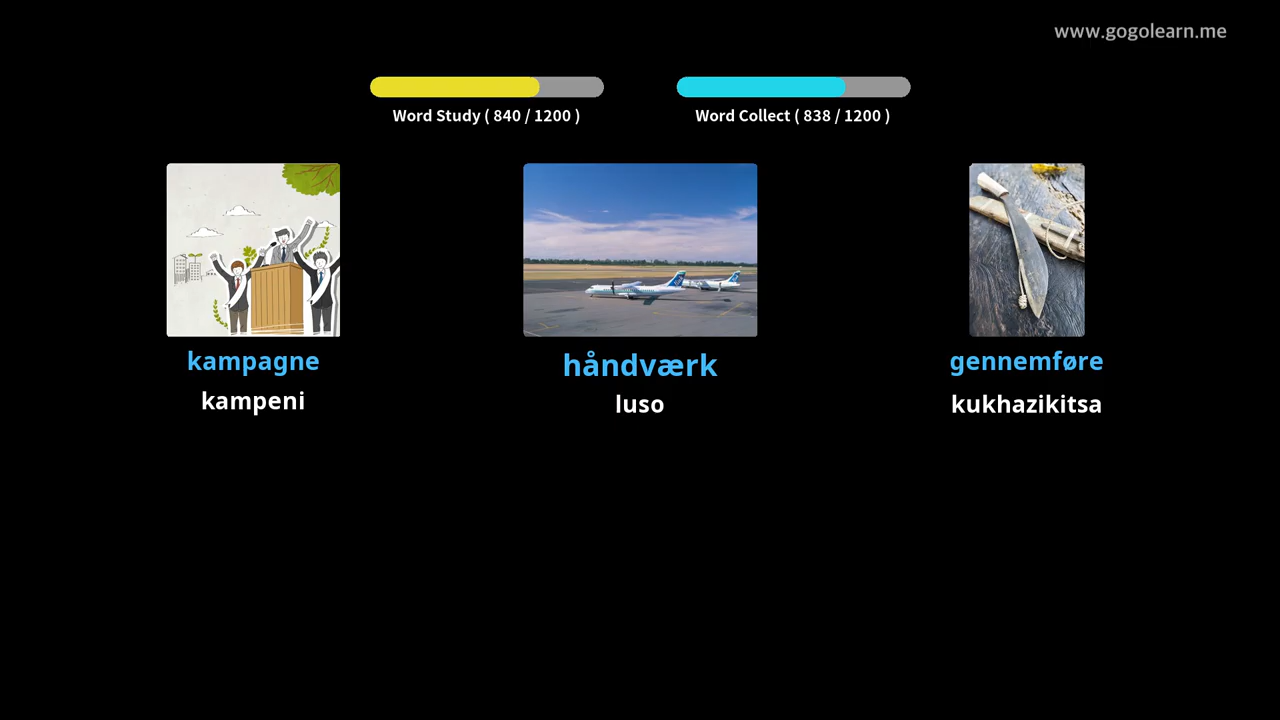 www.gogolearn.me
Word Study ( 840 / 1200 )
Word Collect ( 838 / 1200 )
kampagne
kampeni
håndværk
luso
gennemføre
kukhazikitsa